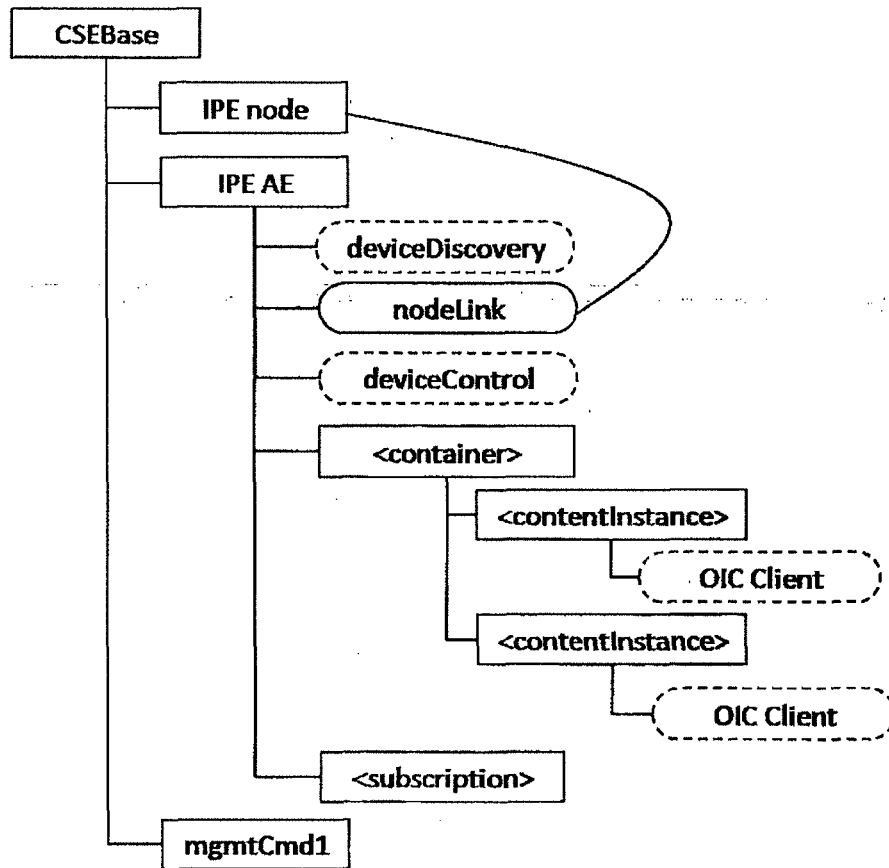 CSEBase
IPE node
IPE AE
deviceDiscovery
nodeLink
deviceControl
<container>
<contentInstance>
OIC Client
<contentInstance>
OIC Client
<subscription>
mgmtCmd1